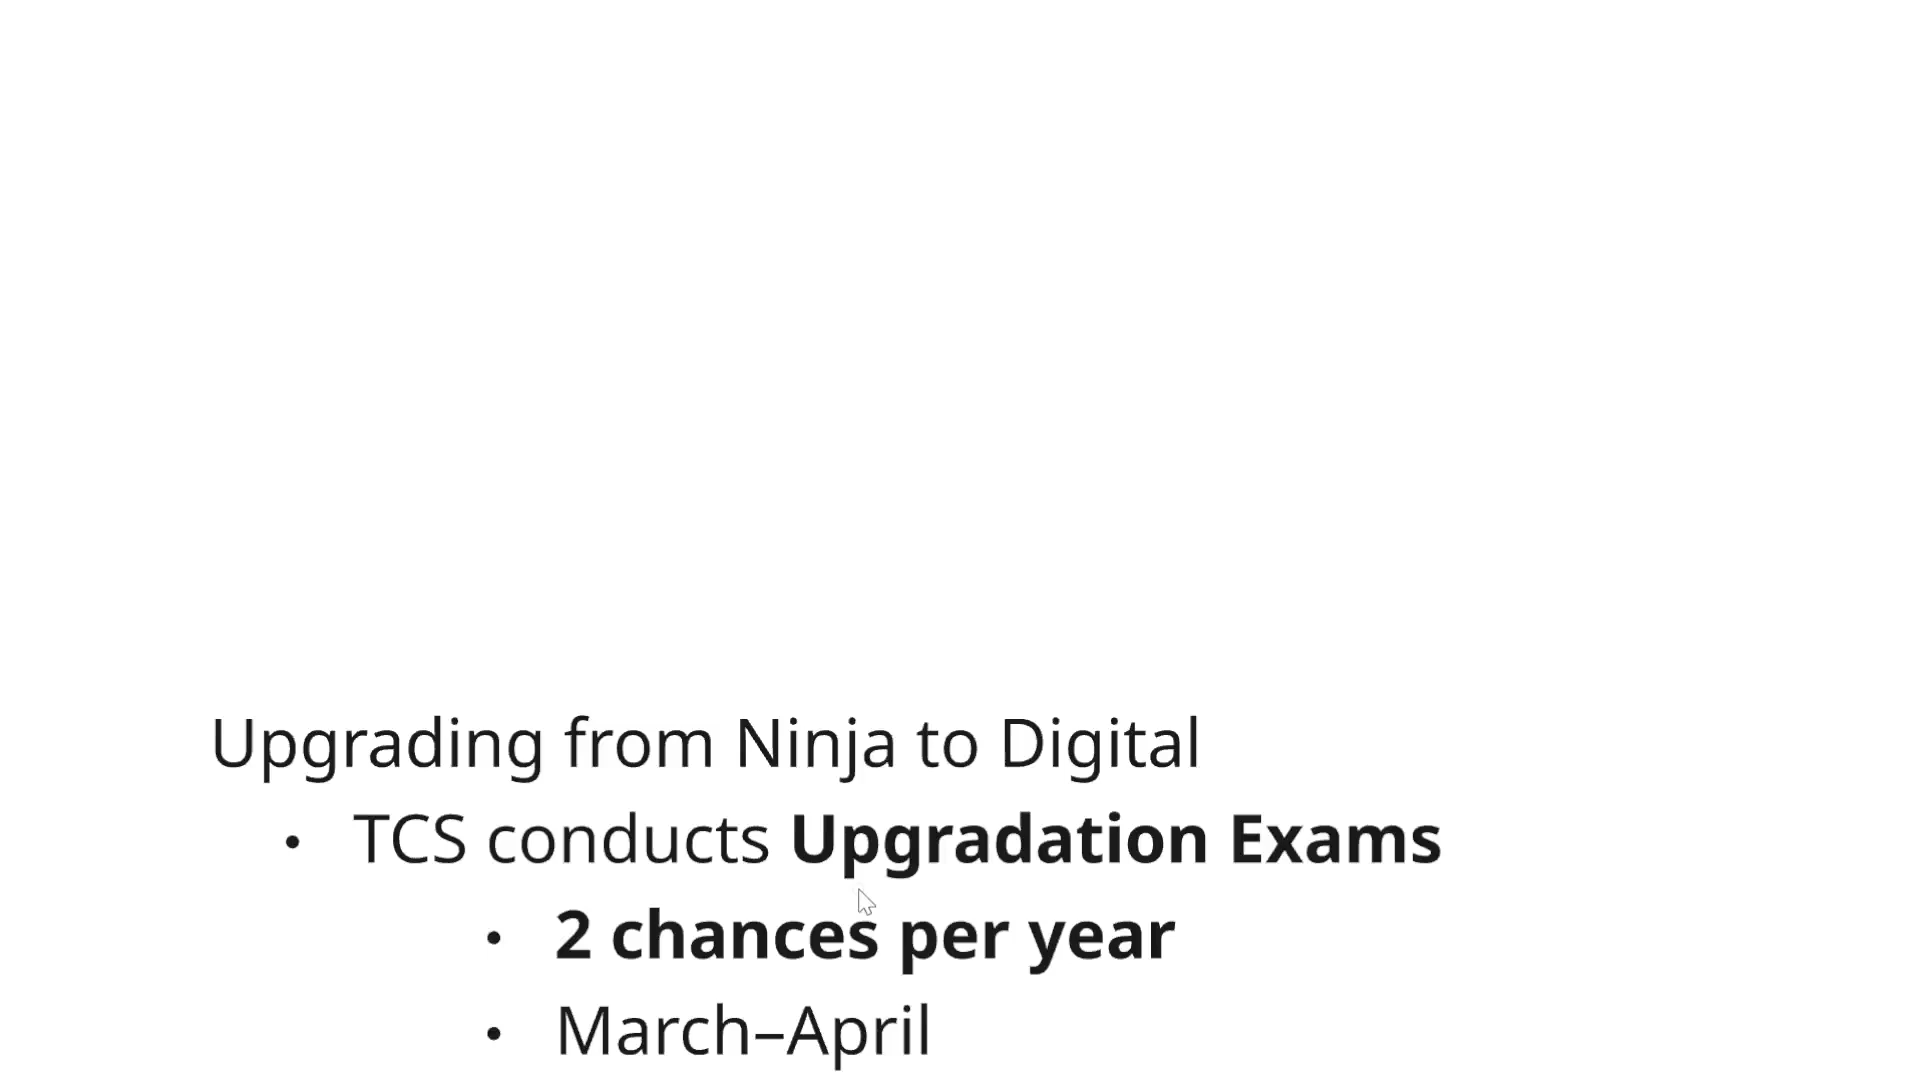 Upgrading from Ninja to Digital
• TCS conducts Upgradation Exams
• 2 chances per year
• March–April